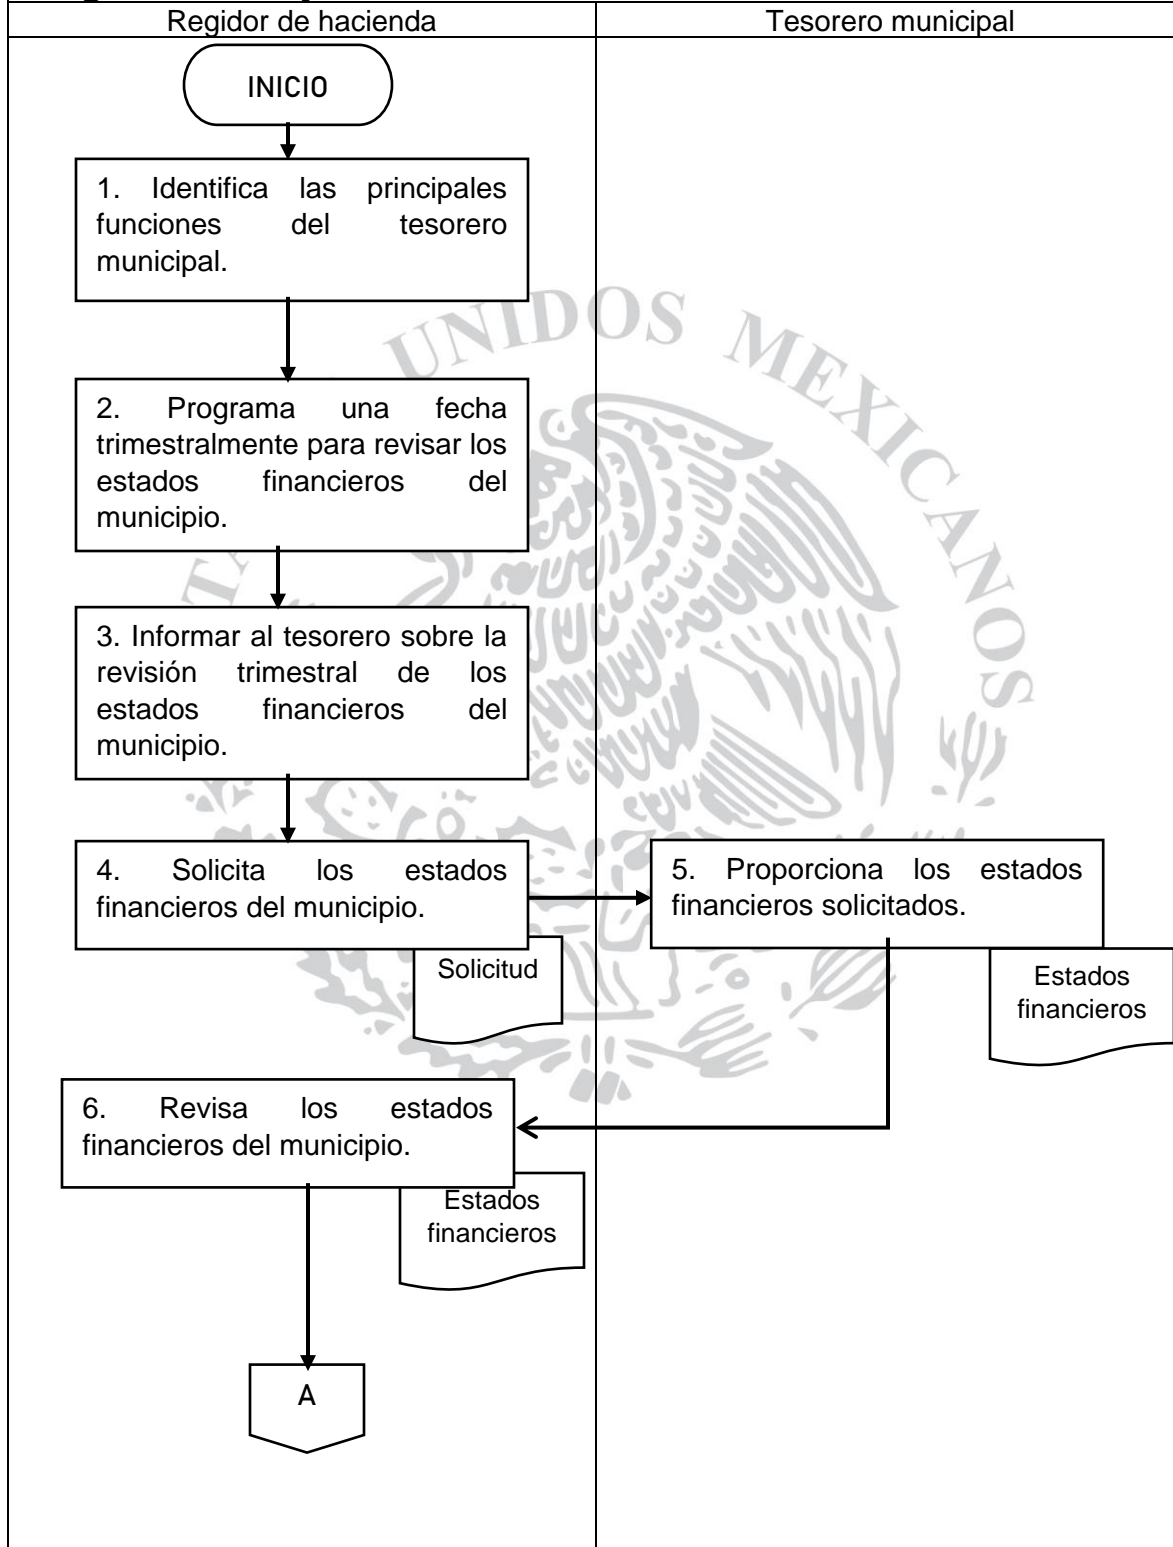 Regidor de hacienda
Tesorero municipal
INICIO
1. Identifica las principales
funciones del tesorero
municipal.
2. Programa una fecha
trimestralmente para revisar los
estados financieros del
municipio.
3. Informar al tesorero sobre la
revisión trimestral de los
estados financieros del
municipio.
4. Solicita los estados
financieros del municipio.
Solicitud
5. Proporciona los estados
financieros solicitados.
Estados
financieros
6. Revisa los estados
financieros del municipio.
Estados
financieros
A
UNIDOS MEXICANOS